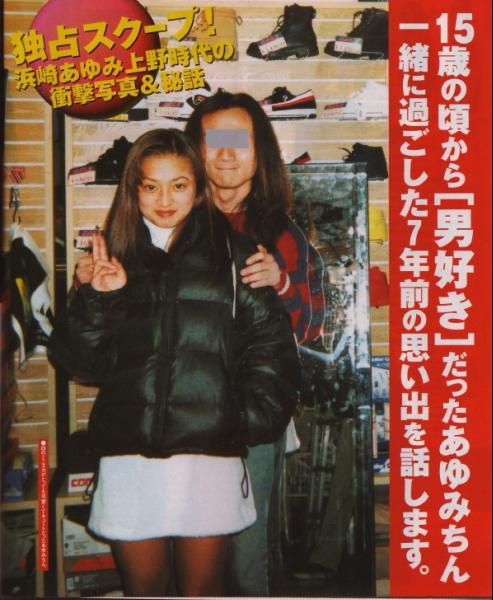 独占スクープ!
浜崎あゆみ上野時代の
衝撃写真&秘話
15歳の頃から[男好き]だったあゆみちん
一緒に過ごした7年前の思い出を話します。